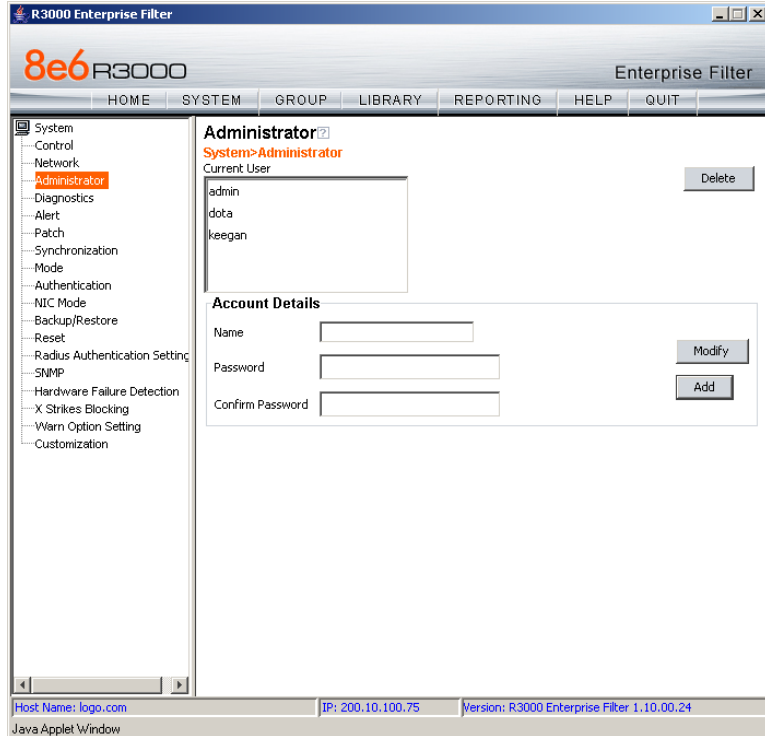 R3000 Enterprise Filter
8e6 R3000
Enterprise Filter
HOME SYSTEM GROUP LIBRARY REPORTING HELP QUIT
System
Control
Network
Administrator
Diagnostics
Alert
Patch
Synchronization
Mode
Authentication
NIC Mode
Backup/Restore
Reset
Radius Authentication Setting
SNMP
Hardware Failure Detection
X Strikes Blocking
Warn Option Setting
Customization
Administrator ?
System>Administrator
Current User
admin
dota
keegan
Delete
Account Details
Name
Password
Confirm Password
Modify
Add
Host Name: logo.com
IP: 200.10.100.75
Version: R3000 Enterprise Filter 1.10.00.24
Java Applet Window